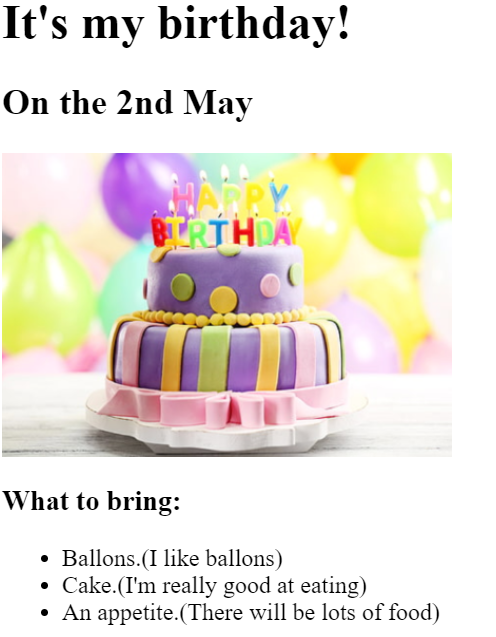 It's my birthday!
On the 2nd May
HAPPY
BIRTHDAY
What to bring:
Ballons.(I like ballons)
Cake.(I'm really good at eating)
An appetite.(There will be lots of food)